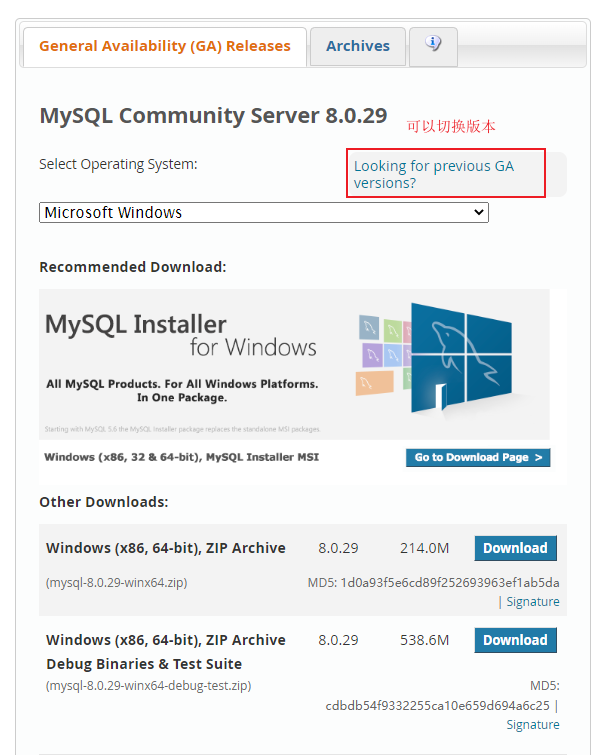 General Availability (GA) Releases
Archives
MySQL Community Server 8.0.29
可以切换版本
Select Operating System:
Looking for previous GA
versions?
Microsoft Windows
Recommended Download:
MySQL Installer
for Windows
All MySQL Products. For All Windows Platforms.
In One Package.
Starting with MySQL 5.6 the MySQL Installer package replaces the standalone MSI packages.
Windows (x86, 32 & 64-bit), MySQL Installer MSI
Go to Download Page >
Other Downloads:
Windows (x86, 64-bit), ZIP Archive 8.0.29 214.0M Download
(mysql-8.0.29-winx64.zip) MD5: 1d0a93f5e6cd89f252693963ef1ab5da
| Signature
Windows (x86, 64-bit), ZIP Archive 8.0.29 538.6M Download
Debug Binaries & Test Suite
(mysql-8.0.29-winx64-debug-test.zip) MD5:
cdbdb54f9332255ca10e659d694a6c25 |
Signature